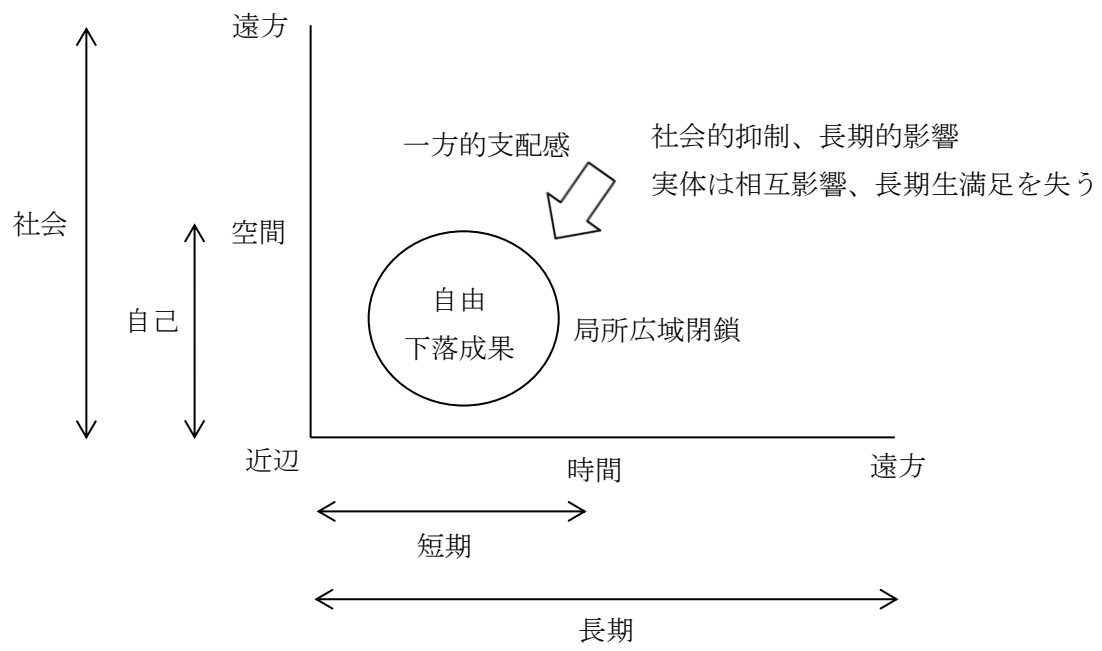 遠方
一方的支配感
社会的抑制、長期的影響
実体は相互影響、長期生満足を失う
社会
空間
自己
自由
下落成果
局所広域閉鎖
近辺
時間
遠方
短期
長期